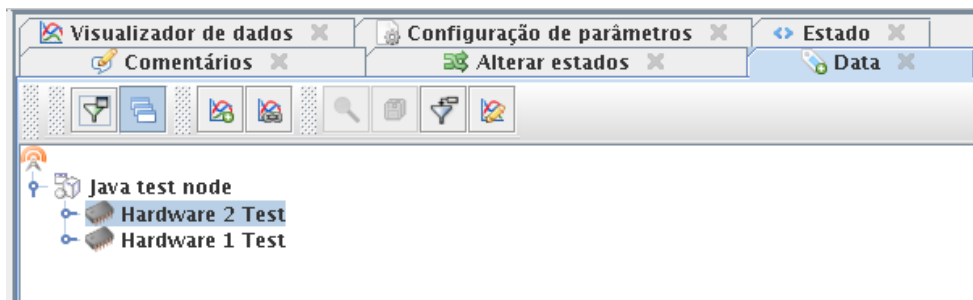 Visualizador de dados Configuração de parâmetros Estado
Comentários Alterar estados Data
Java test node
Hardware 2 Test
Hardware 1 Test